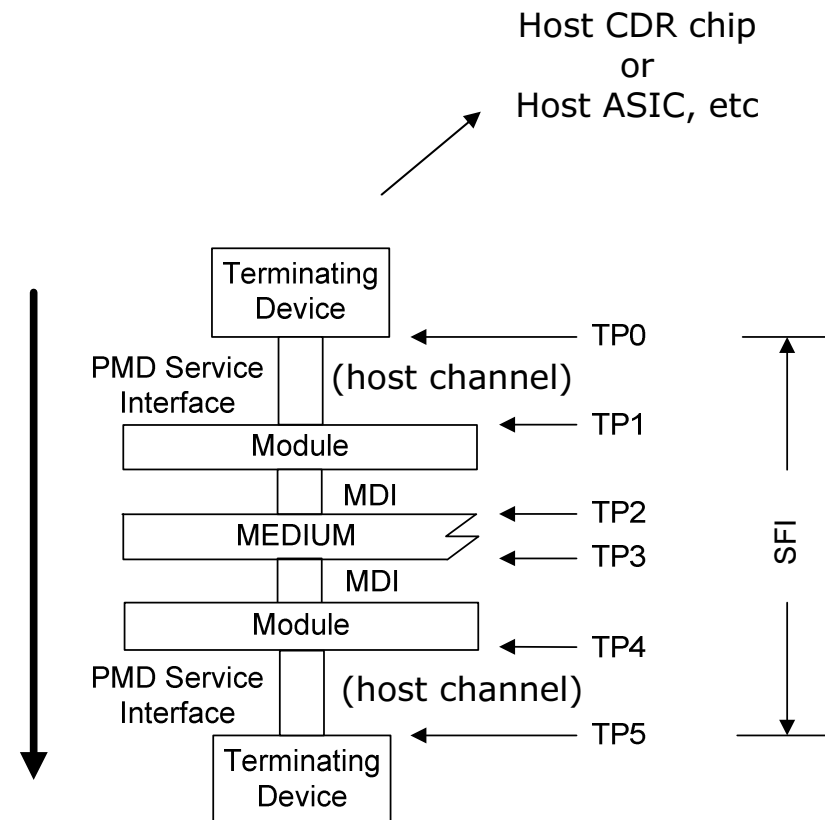 Host CDR chip
or
Host ASIC, etc
Terminating
Device
TP0
PMD Service
Interface
(host channel)
TP1
Module
MDI
TP2
MEDIUM
TP3
MDI
SFI
Module
TP4
PMD Service
Interface
(host channel)
TP5
Terminating
Device